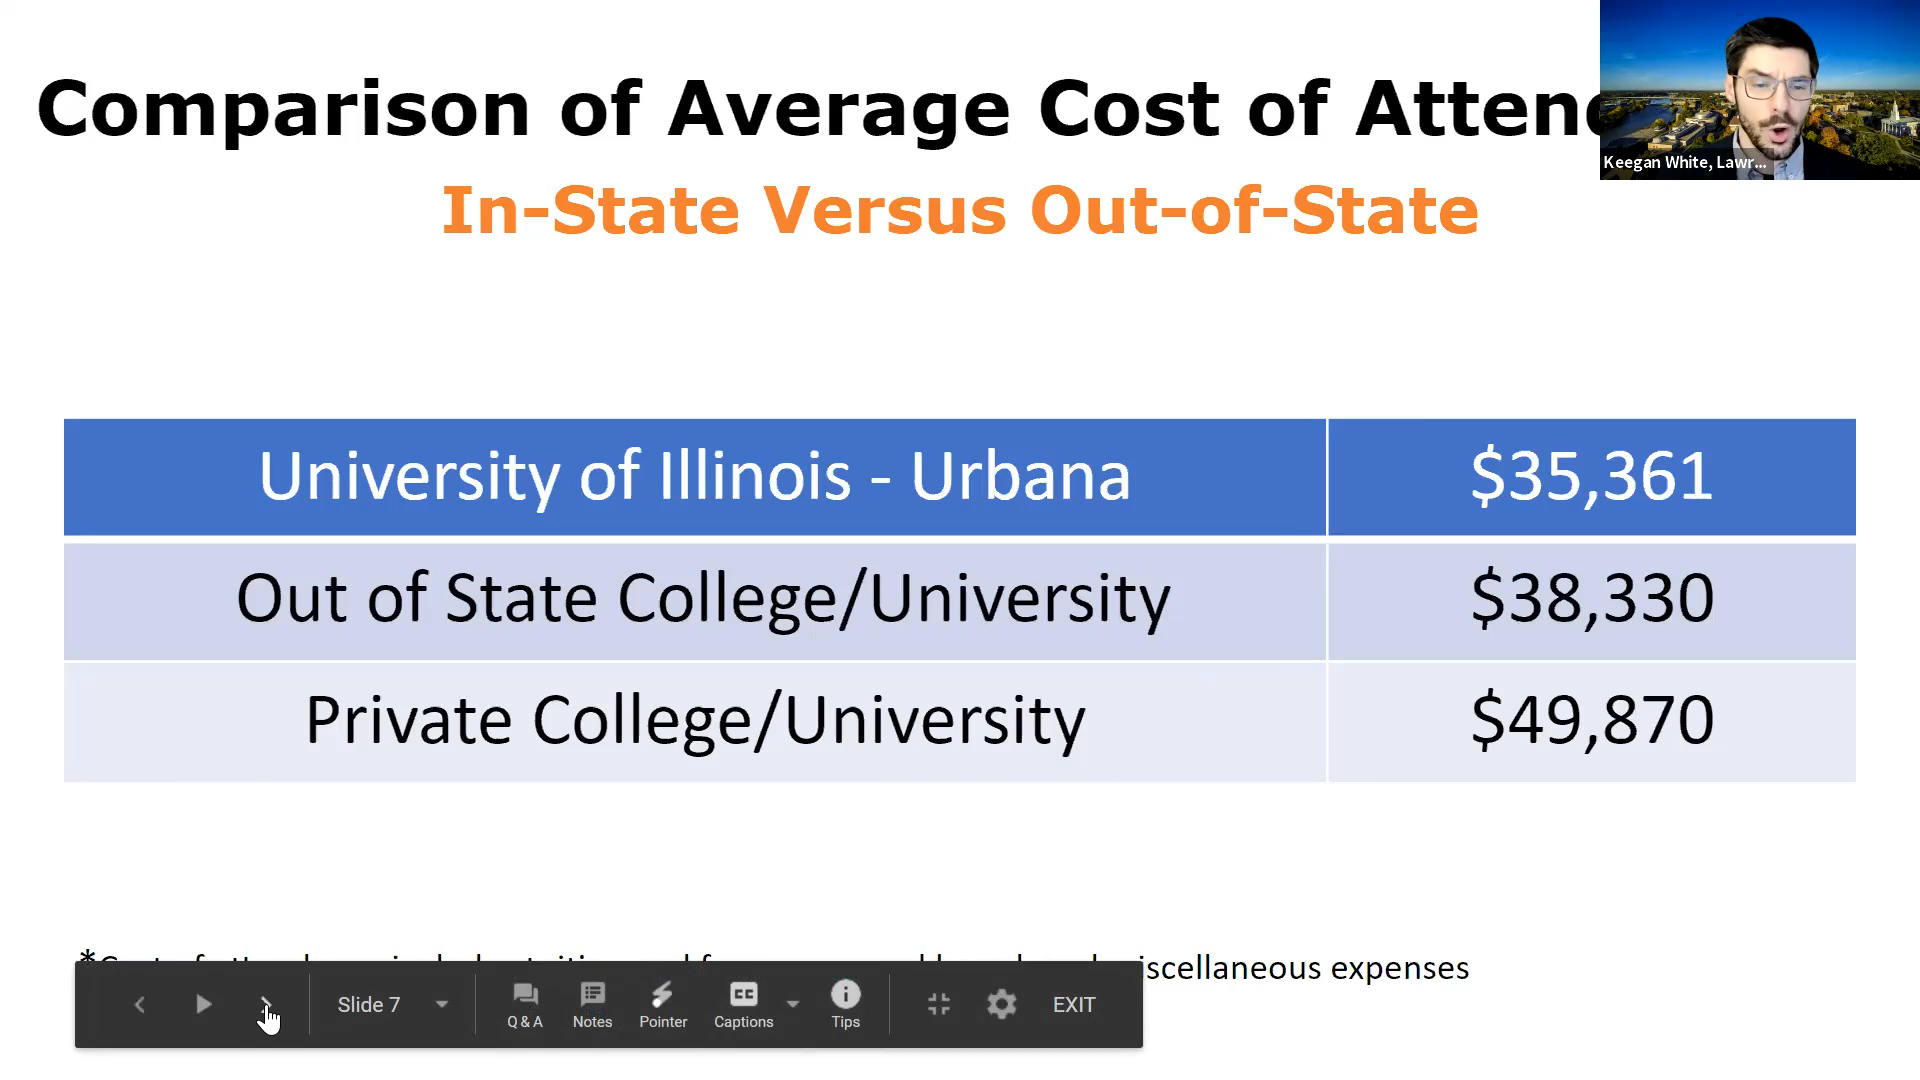 Comparison of Average Cost of Attend
In-State Versus Out-of-State
Keegan White, Lawr...
University of Illinois - Urbana $35,361
Out of State College/University $38,330
Private College/University $49,870
iscellaneous expenses
Slide 7
Q & A Notes Pointer Captions Tips EXIT